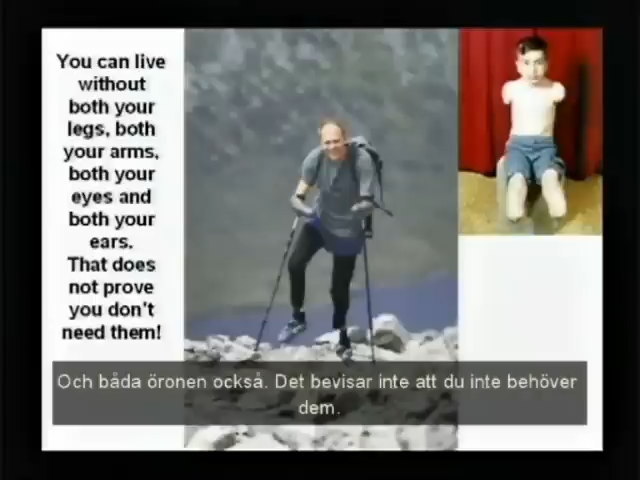 You can live
without
both your
legs, both
your arms,
both your
eyes and
both your
ears.
That does
not prove
you don't
need them!
Och båda öronen också. Det bevisar inte att du inte behöver
dem.